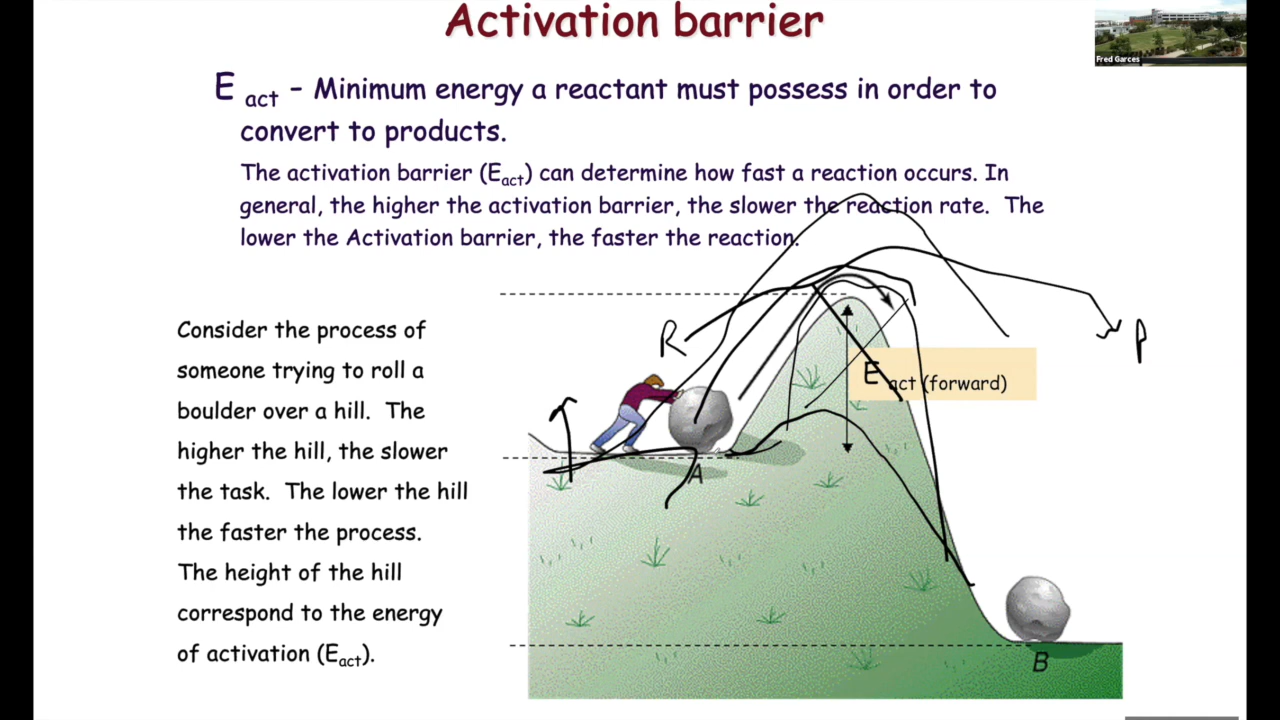 Activation barrier
Fred Garces
E act - Minimum energy a reactant must possess in order to
convert to products.
The activation barrier (Eact) can determine how fast a reaction occurs. In
general, the higher the activation barrier, the slower the reaction rate. The
lower the Activation barrier, the faster the reaction.
Consider the process of
someone trying to roll a
boulder over a hill. The
higher the hill, the slower
the task. The lower the hill
the faster the process.
The height of the hill
correspond to the energy
of activation (Eact).
R
P
E act (forward)
A
B